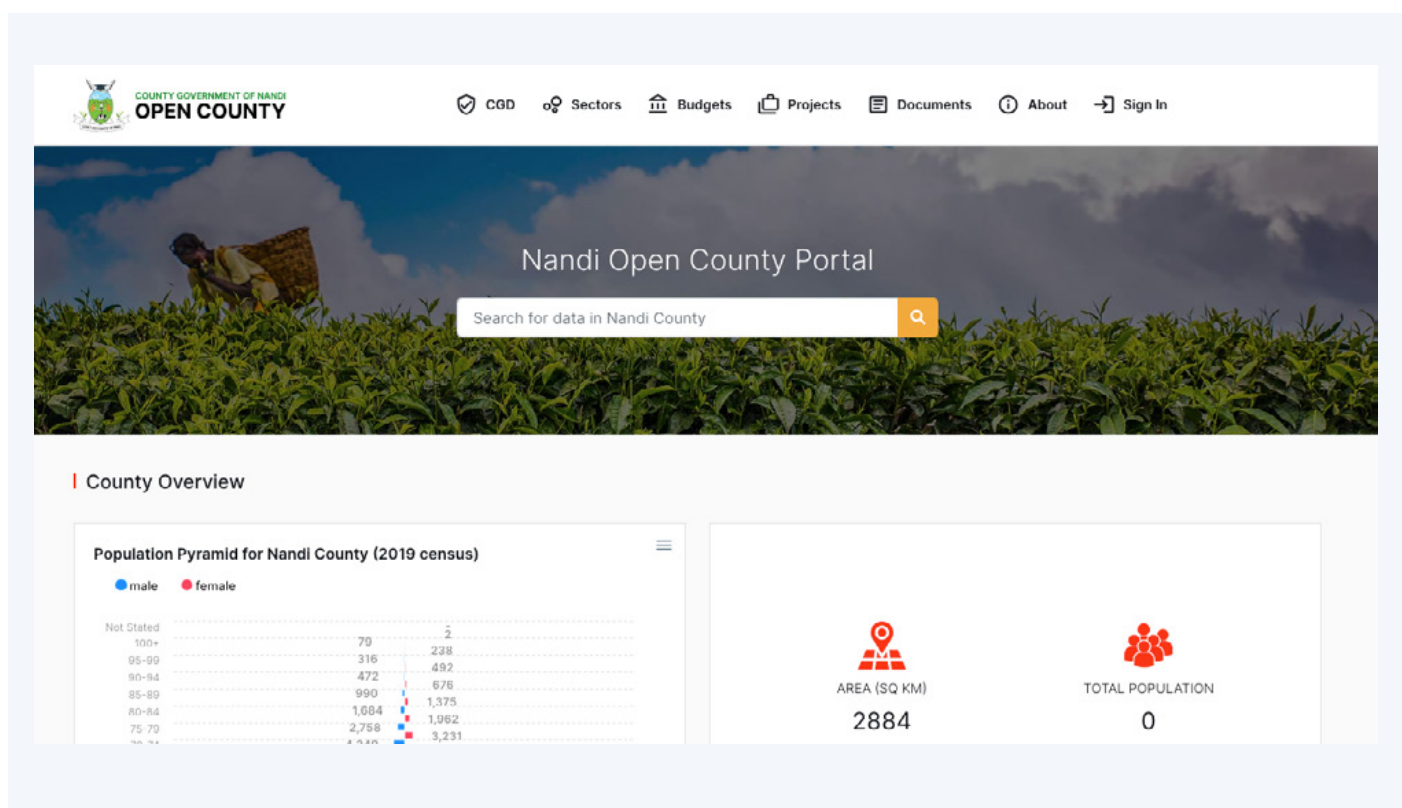 COUNTY GOVERNMENT OF NANDI
OPEN COUNTY
CGD Sectors Budgets Projects Documents About Sign In
Nandi Open County Portal
Search for data in Nandi County
County Overview
Population Pyramid for Nandi County (2019 census)
male female
Not Stated -
2
100+ 79
238
95-99 316
492
90-94 472
676
85-89 990
1,375
80-84 1,684
1,962
75-79 2,758
3,231
AREA (SQ KM) TOTAL POPULATION
2884 0